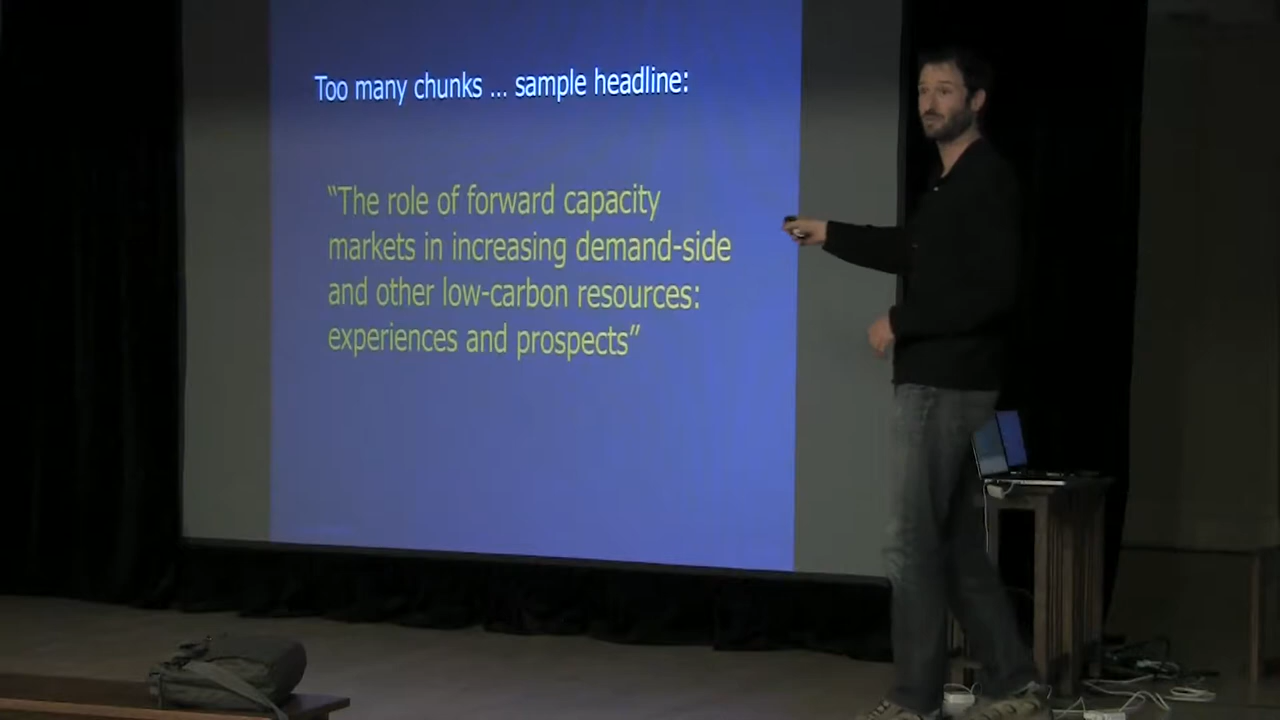 Too many chunks ... sample headline:
“The role of forward capacity
markets in increasing demand-side
and other low-carbon resources:
experiences and prospects”